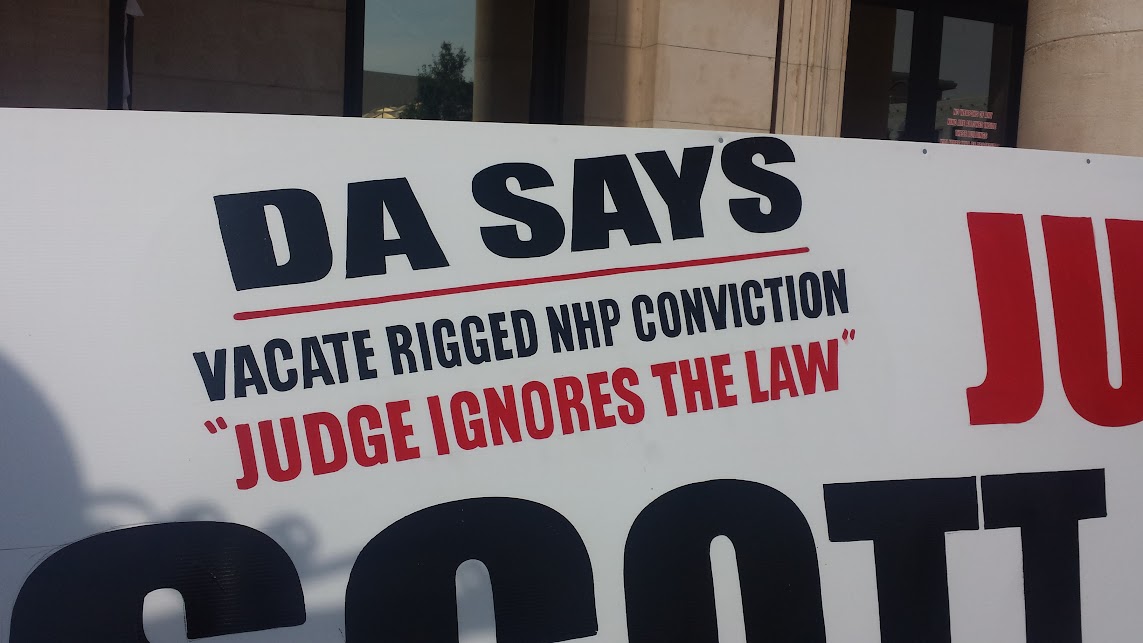 DA SAYS
VACATE RIGGED NHP CONVICTION
"JUDGE IGNORES THE LAW"
JU
SCOTT